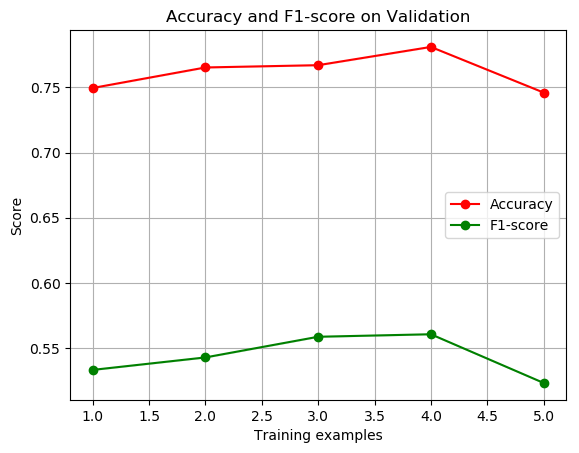 Accuracy and F1-score on Validation
Score
0.75
0.70
0.65
0.60
0.55
Accuracy
F1-score
1.0 1.5 2.0 2.5 3.0 3.5 4.0 4.5 5.0
Training examples